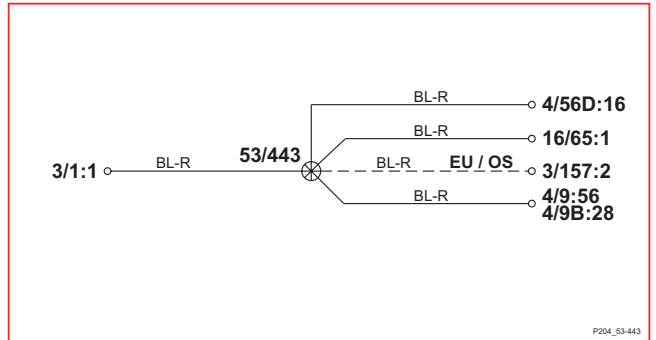 BL-R
4/56D:16
BL-R
16/65:1
3/1:1
BL-R
53/443
BL-R
EU / OS
3/157:2
BL-R
4/9:56
4/9B:28
P204_53-443